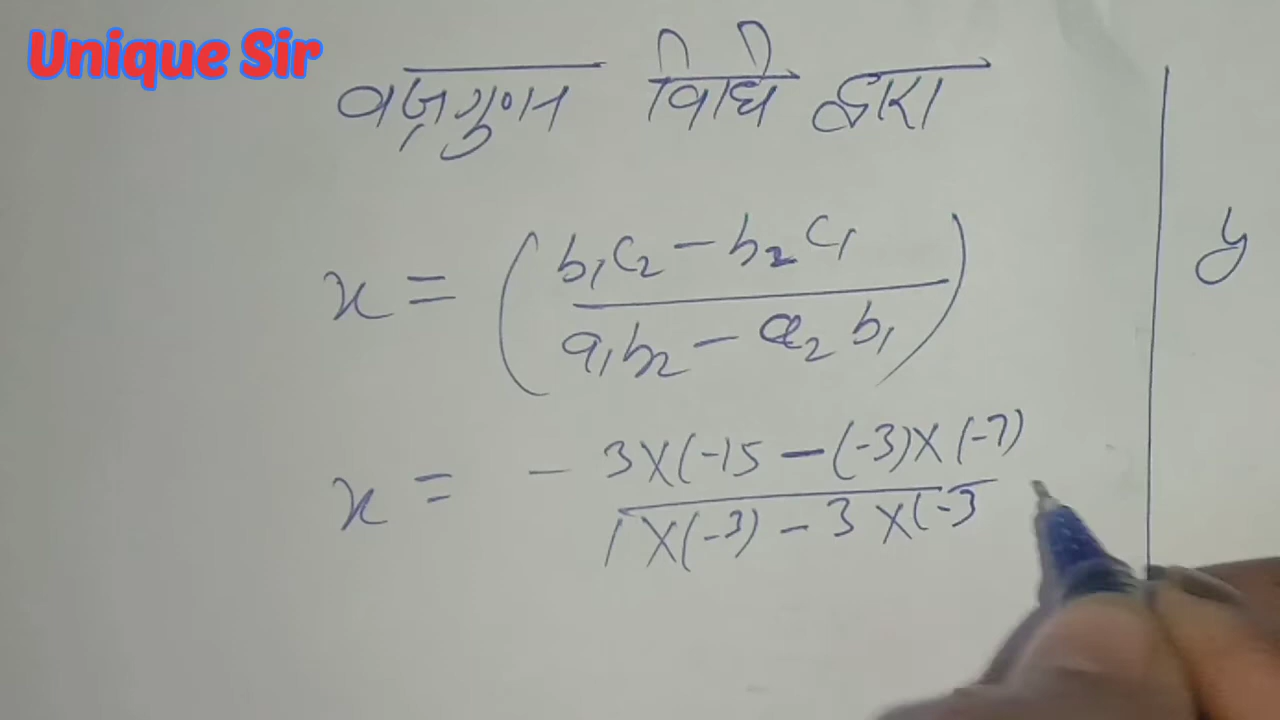 Unique Sir
वज्रगुणन विधि द्वारा
x = ( b₁c₂ - b₂c₁ / a₁b₂ - a₂b₁ )
y
x = -3×(-15 - (-3)×(-7) / 1×(-3) - 3×(-3